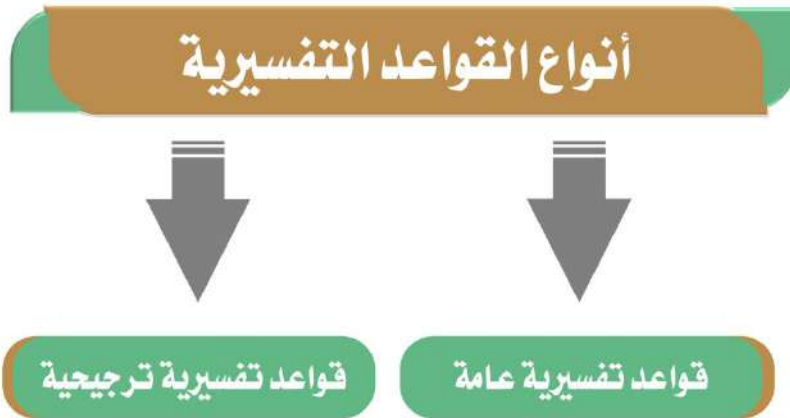 أنواع القواعد التفسيرية
قواعد تفسيرية عامة
قواعد تفسيرية ترجيحية